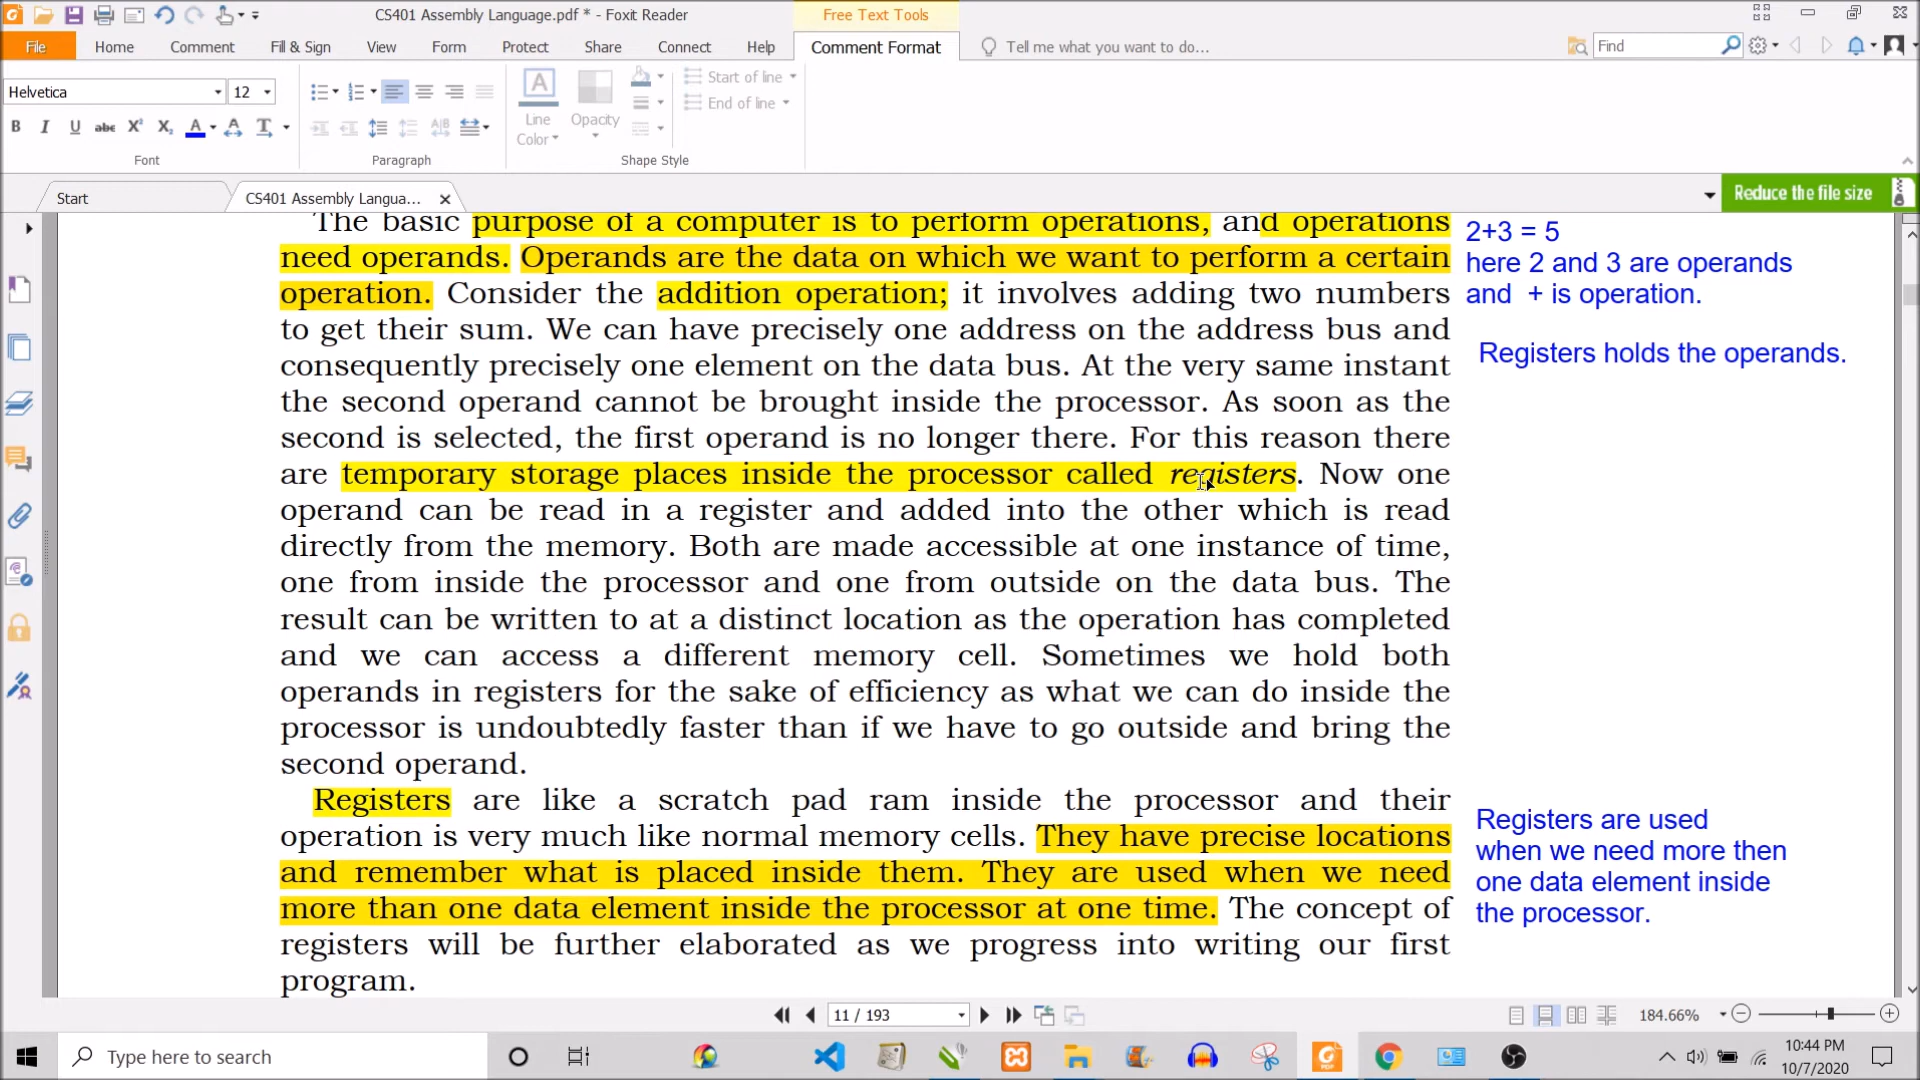 CS401 Assembly Language.pdf * - Foxit Reader
Free Text Tools
File
Home
Comment
Fill & Sign
View
Form
Protect
Share
Connect
Help
Comment Format
Tell me what you want to do...
Find
Helvetica
12
Start of line
End of line
B I U abc X² X₂ A
Line
Color
Opacity
Font
Paragraph
Shape Style
Start
CS401 Assembly Langua...
Reduce the file size
The basic purpose of a computer is to perform operations, and operations
need operands. Operands are the data on which we want to perform a certain
operation. Consider the addition operation; it involves adding two numbers
to get their sum. We can have precisely one address on the address bus and
consequently precisely one element on the data bus. At the very same instant
the second operand cannot be brought inside the processor. As soon as the
second is selected, the first operand is no longer there. For this reason there
are temporary storage places inside the processor called registers. Now one
operand can be read in a register and added into the other which is read
directly from the memory. Both are made accessible at one instance of time,
one from inside the processor and one from outside on the data bus. The
result can be written to at a distinct location as the operation has completed
and we can access a different memory cell. Sometimes we hold both
operands in registers for the sake of efficiency as what we can do inside the
processor is undoubtedly faster than if we have to go outside and bring the
second operand.
Registers are like a scratch pad ram inside the processor and their
operation is very much like normal memory cells. They have precise locations
and remember what is placed inside them. They are used when we need
more than one data element inside the processor at one time. The concept of
registers will be further elaborated as we progress into writing our first
program.
2+3 = 5
here 2 and 3 are operands
and + is operation.
Registers holds the operands.
Registers are used
when we need more then
one data element inside
the processor.
11 / 193
184.66%
Type here to search
10:44 PM
10/7/2020